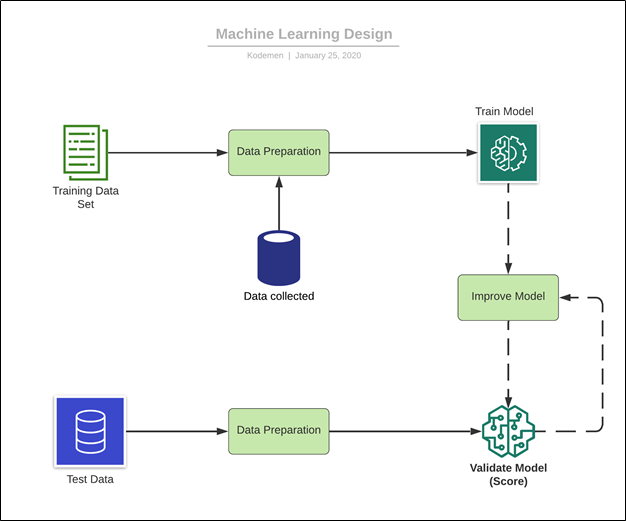 Machine Learning Design
Kodemen | January 25, 2020
Train Model
Data Preparation
Training Data
Set
Data collected
Improve Model
Data Preparation
Test Data
Validate Model
(Score)